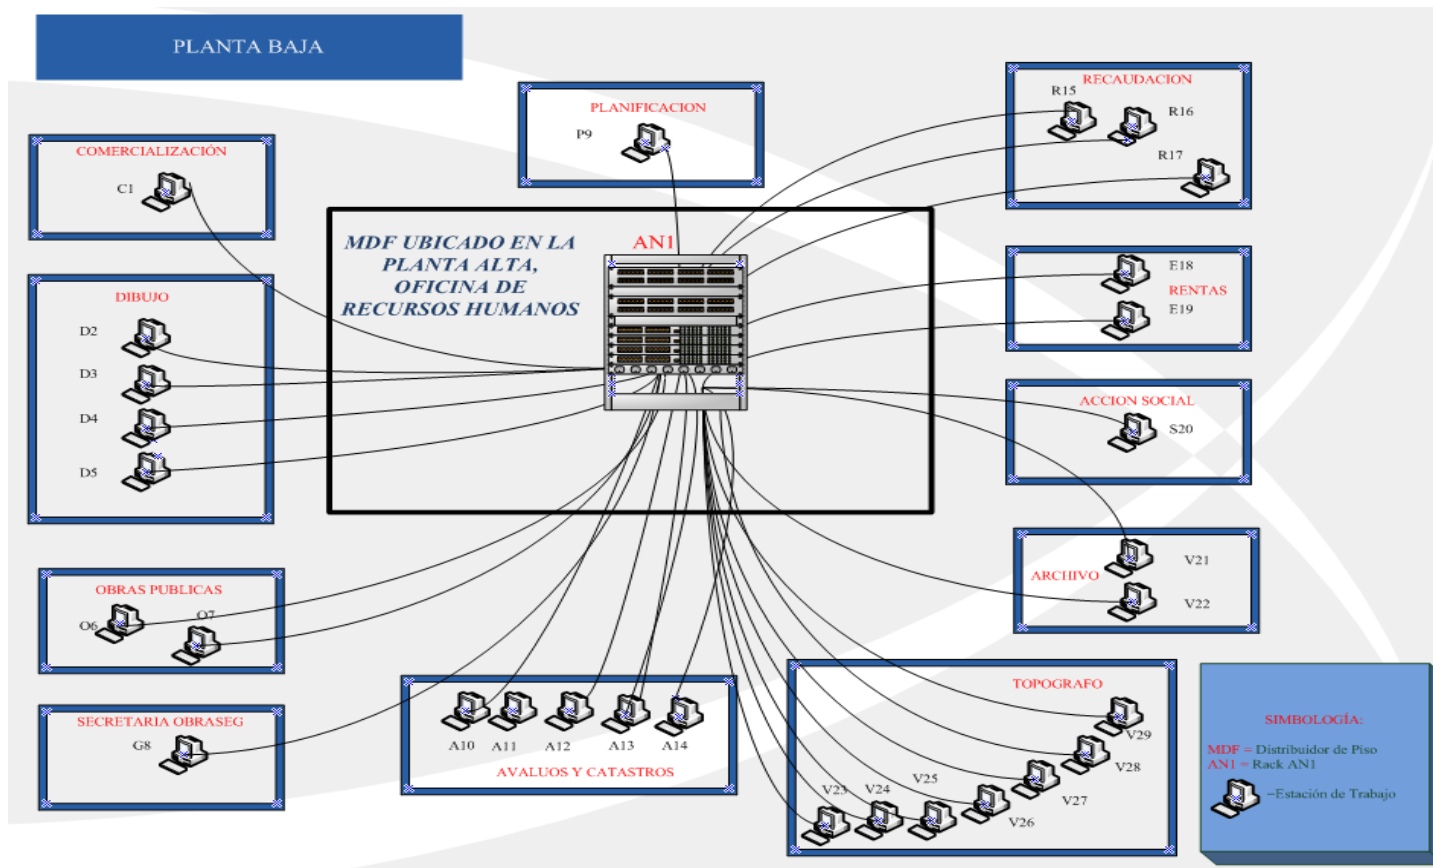 PLANTA BAJA
PLANIFICACION
P9
RECAUDACION
R15
R16
R17
COMERCIALIZACIÓN
C1
MDF UBICADO EN LA
PLANTA ALTA,
OFICINA DE
RECURSOS HUMANOS
AN1
E18
RENTAS
E19
DIBUJO
D2
D3
D4
D5
ACCION SOCIAL
S20
V21
ARCHIVO
V22
OBRAS PUBLICAS
O6
O7
SECRETARIA OBRASEG
G8
A10
A11
A12
A13
A14
AVALUOS Y CATASTROS
TOPOGRAFO
V29
V28
V27
V26
V25
V24
V23
SIMBOLOGÍA:
MDF = Distribuidor de Piso
AN1 = Rack AN1
=Estación de Trabajo